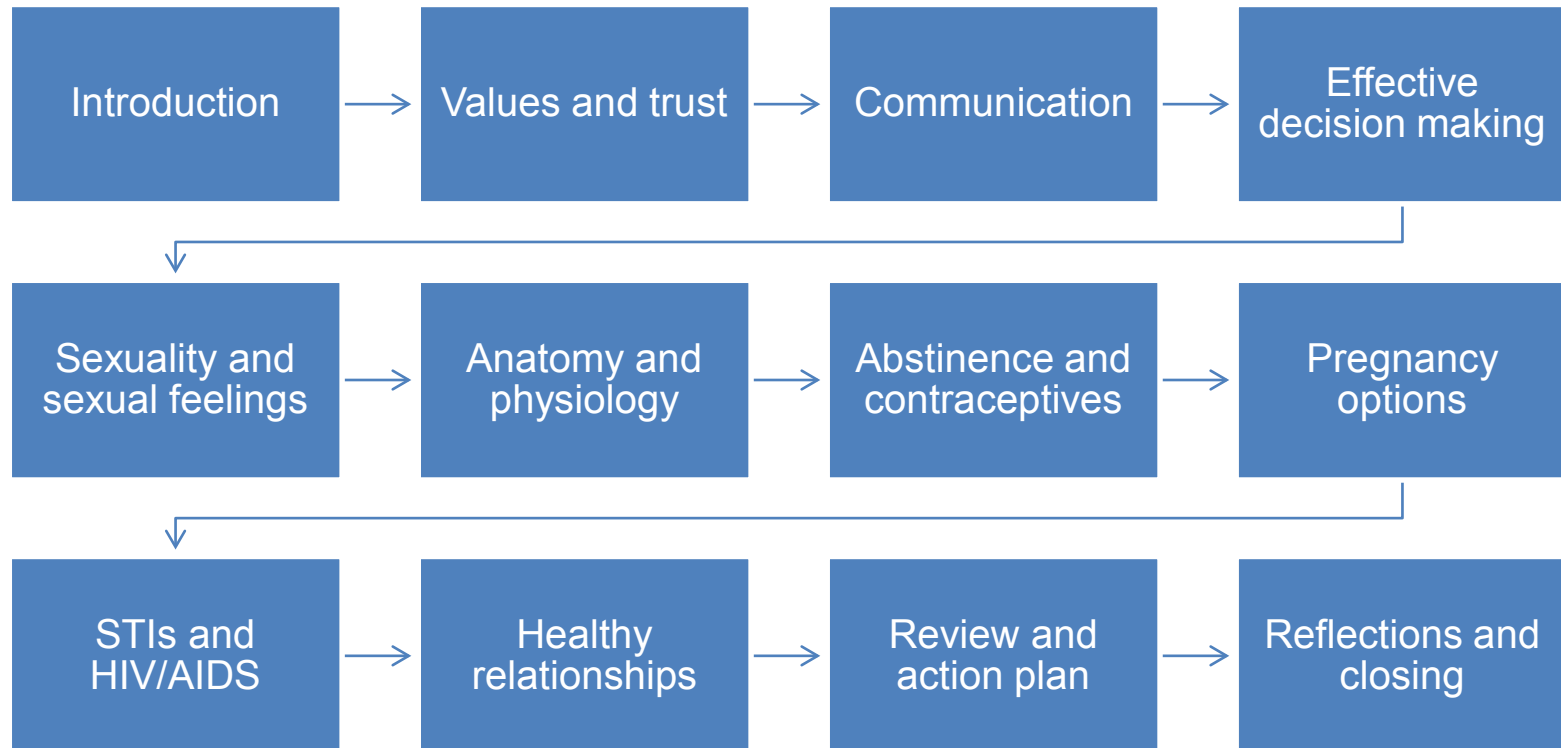 Introduction
Values and trust
Communication
Effective
decision making
Sexuality and
sexual feelings
Anatomy and
physiology
Abstinence and
contraceptives
Pregnancy
options
STIs and
HIV/AIDS
Healthy
relationships
Review and
action plan
Reflections and
closing